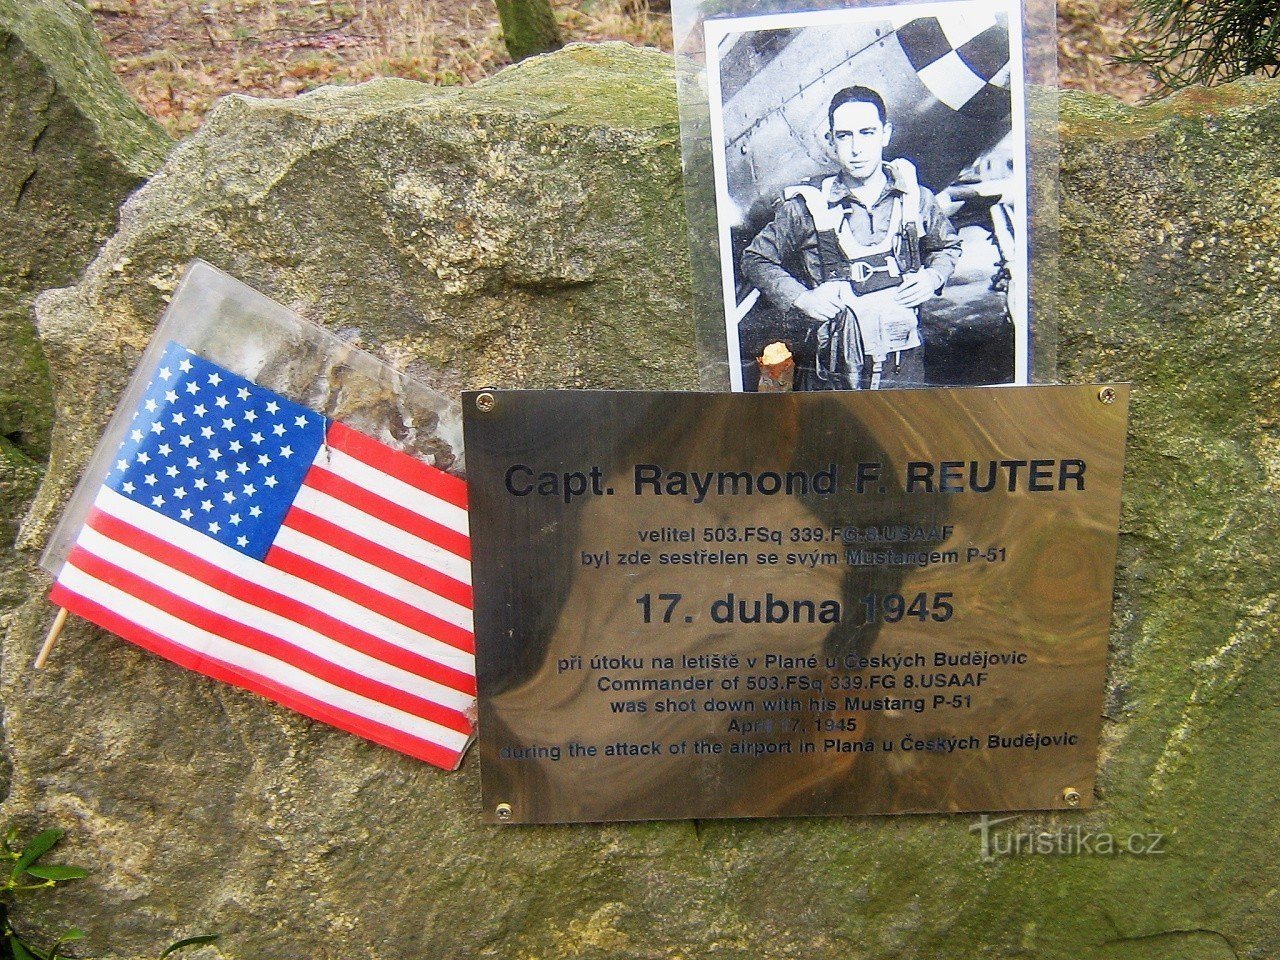 Capt. Raymond F. REUTER
velitel 503.FSq 339.FG 8.USAAF
byl zde sestřelen se svým Mustangem P-51
17. dubna 1945
při útoku na letiště v Plané u Českých Budějovic
Commander of 503.FSq 339.FG 8.USAAF
was shot down with his Mustang P-51
April 17, 1945
during the attack of the airport in Planá u Českých Budějovic
Turistika.cz